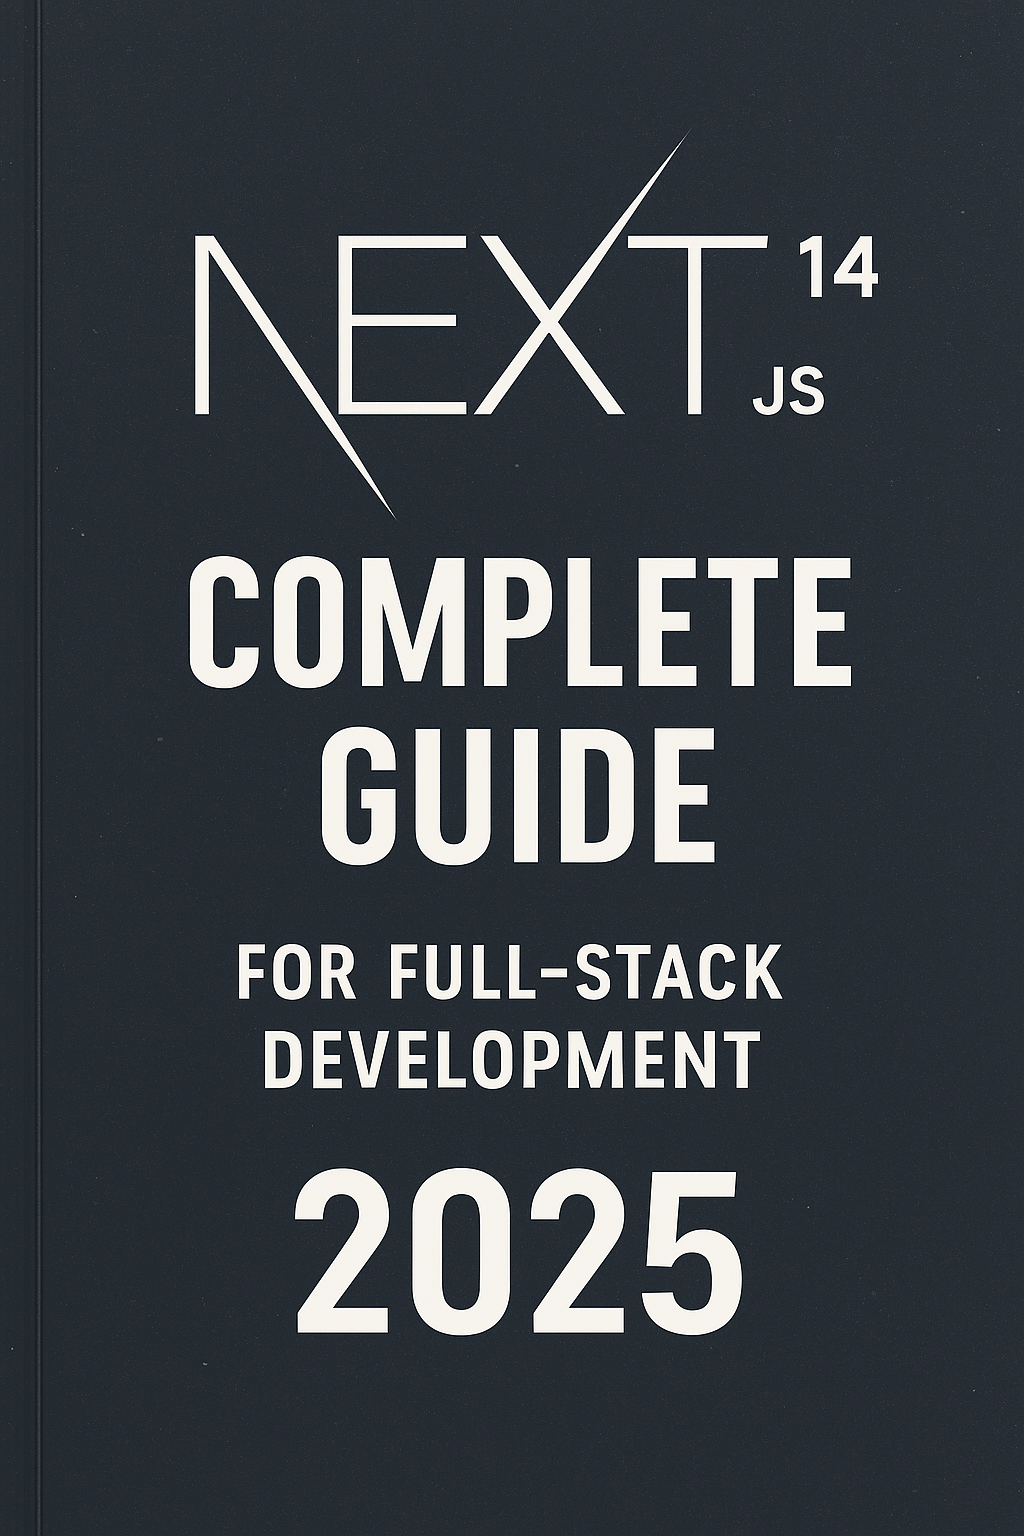 NEXT.JS 14
COMPLETE
GUIDE
FOR FULL-STACK
DEVELOPMENT
2025